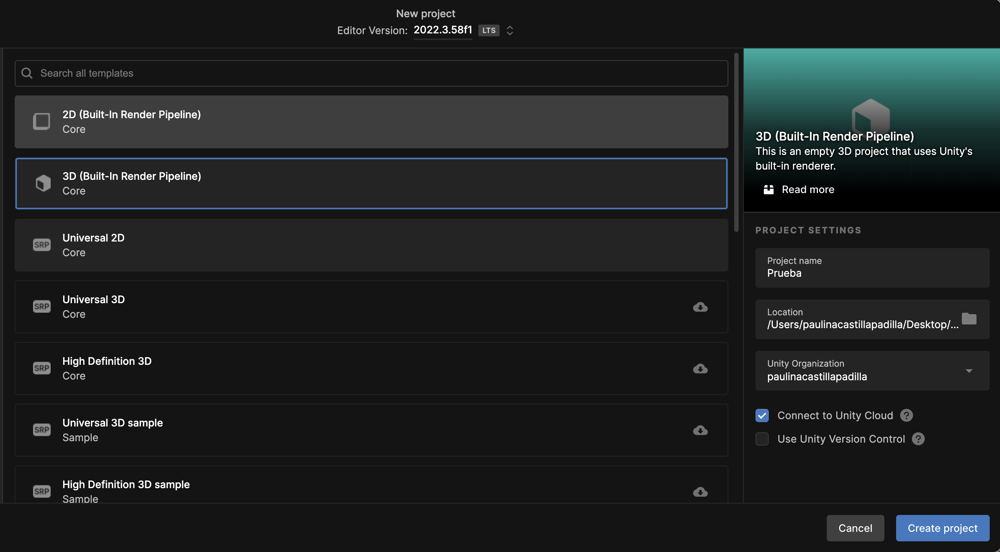 New project
Editor Version: 2022.3.58f1 LTS
Search all templates
2D (Built-In Render Pipeline)
Core
3D (Built-In Render Pipeline)
Core
SRP
Universal 2D
Core
SRP
Universal 3D
Core
SRP
High Definition 3D
Core
SRP
Universal 3D sample
Sample
SRP
High Definition 3D sample
Sample
3D (Built-In Render Pipeline)
This is an empty 3D project that uses Unity's
built-in renderer.
Read more
PROJECT SETTINGS
Project name
Prueba
Location
/Users/paulinacastillapadilla/Desktop/...
Unity Organization
paulinacastillapadilla
Connect to Unity Cloud ?
Use Unity Version Control ?
Cancel
Create project